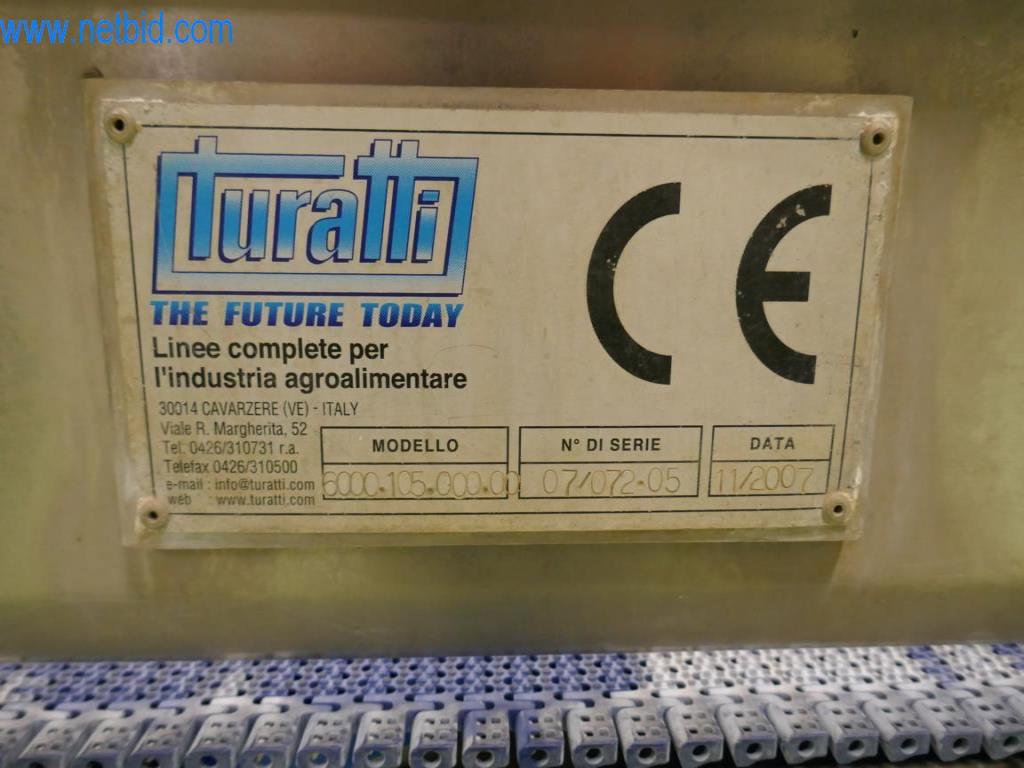 www.netbid.com
turatti
THE FUTURE TODAY
Linee complete per
l'industria agroalimentare
30014 CAVARZERE (VE) - ITALY
Viale R. Margherita, 52
Tel. 0426/310731 r.a.
Telefax 0426/310500
e-mail : info@turatti.com
web : www.turatti.com
CE
MODELLO
6000.105.000.00
N° DI SERIE
07/072-05
DATA
11/2007